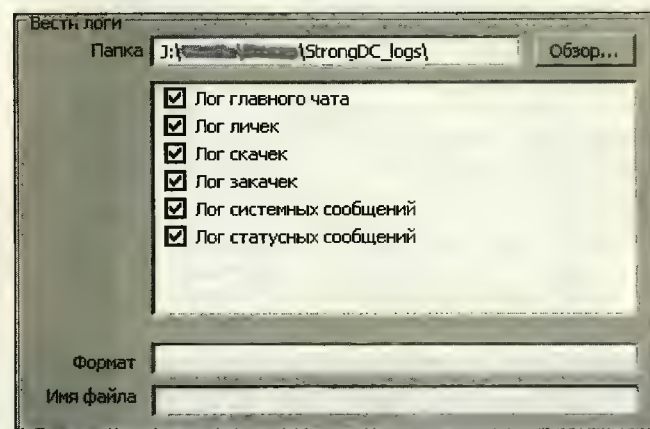 Вести логи
Папка J:\ \StrongDC_logs\ Обзор...
Лог главного чата
Лог личек
Лог скачек
Лог закачек
Лог системных сообщений
Лог статусных сообщений
Формат
Имя файла